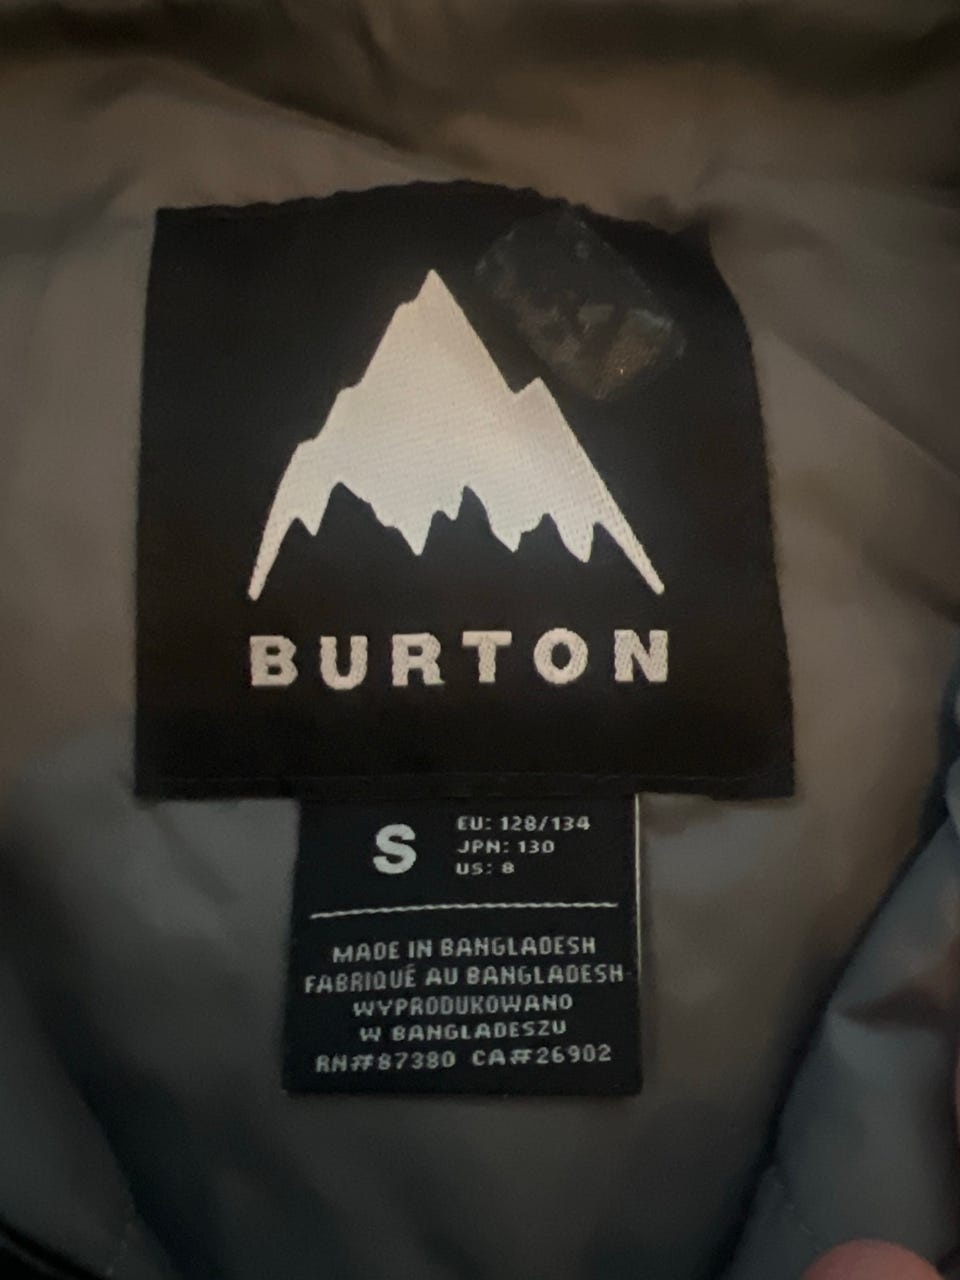 BURTON
S
EU: 128/134
JPN: 130
US: 8
MADE IN BANGLADESH
FABRIQUÉ AU BANGLADESH
WYPRODUKOWANO
W BANGLADESZU
RN#87380 CA#26902